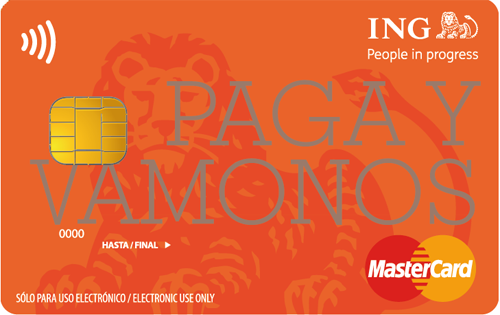 ING
People in progress
PAGA Y
VAMONOS
0000
HASTA / FINAL
MasterCard
SÓLO PARA USO ELECTRÓNICO / ELECTRONIC USE ONLY